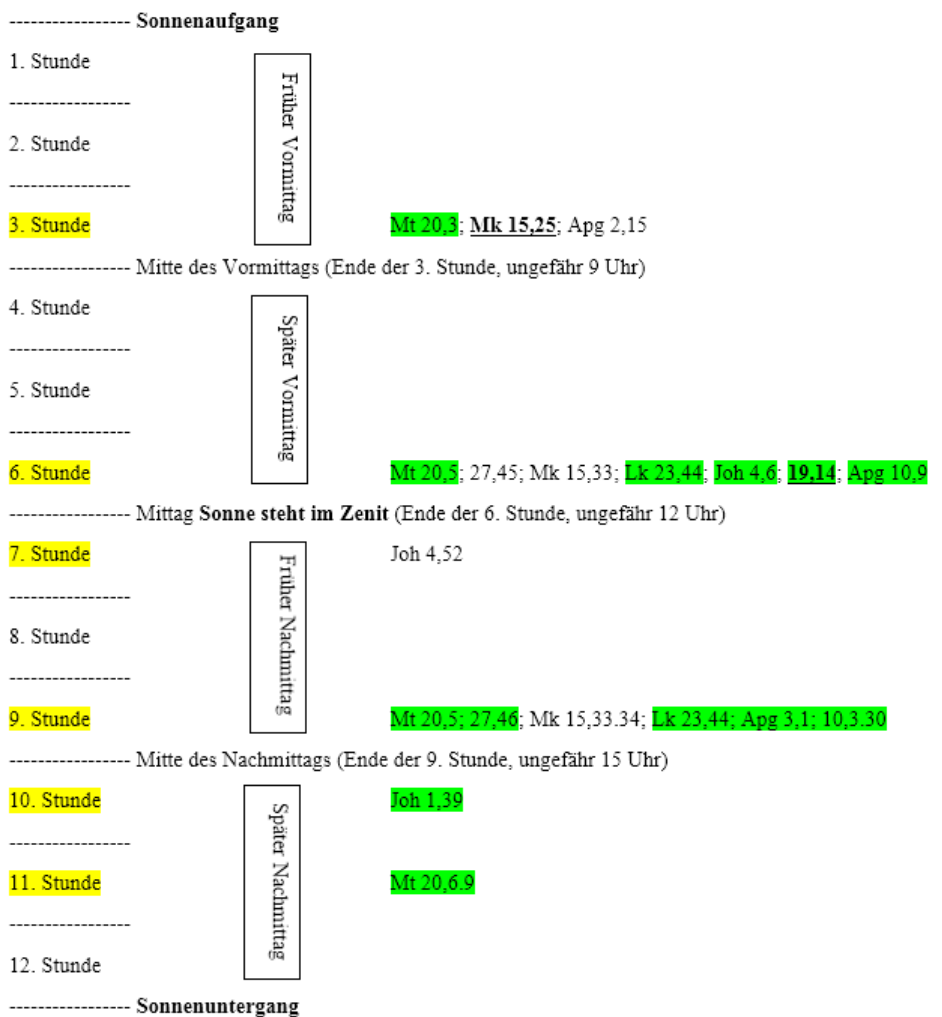 ----------------- Sonnenaufgang
1. Stunde
Früher Vormittag
-----------------
2. Stunde
-----------------
3. Stunde Mt 20,3; Mk 15,25; Apg 2,15
----------------- Mitte des Vormittags (Ende der 3. Stunde, ungefähr 9 Uhr)
4. Stunde
Später Vormittag
-----------------
5. Stunde
-----------------
6. Stunde Mt 20,5; 27,45; Mk 15,33; Lk 23,44; Joh 4,6; 19,14; Apg 10,9
----------------- Mittag Sonne steht im Zenit (Ende der 6. Stunde, ungefähr 12 Uhr)
7. Stunde Joh 4,52
Früher Nachmittag
-----------------
8. Stunde
-----------------
9. Stunde Mt 20,5; 27,46; Mk 15,33.34; Lk 23,44; Apg 3,1; 10,3.30
----------------- Mitte des Nachmittags (Ende der 9. Stunde, ungefähr 15 Uhr)
10. Stunde Joh 1,39
Später Nachmittag
-----------------
11. Stunde Mt 20,6.9
-----------------
12. Stunde
----------------- Sonnenuntergang